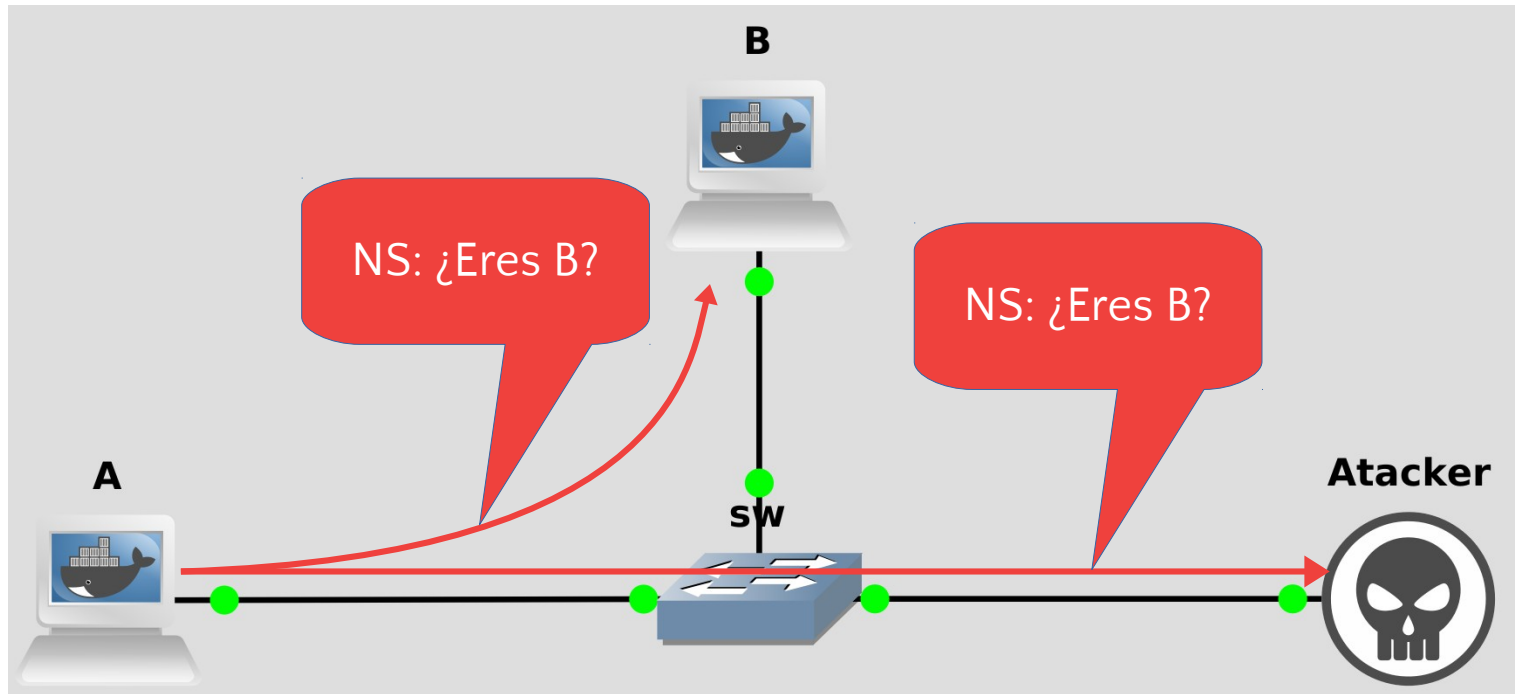 B
NS: ¿Eres B?
NS: ¿Eres B?
A
Atacker
sw